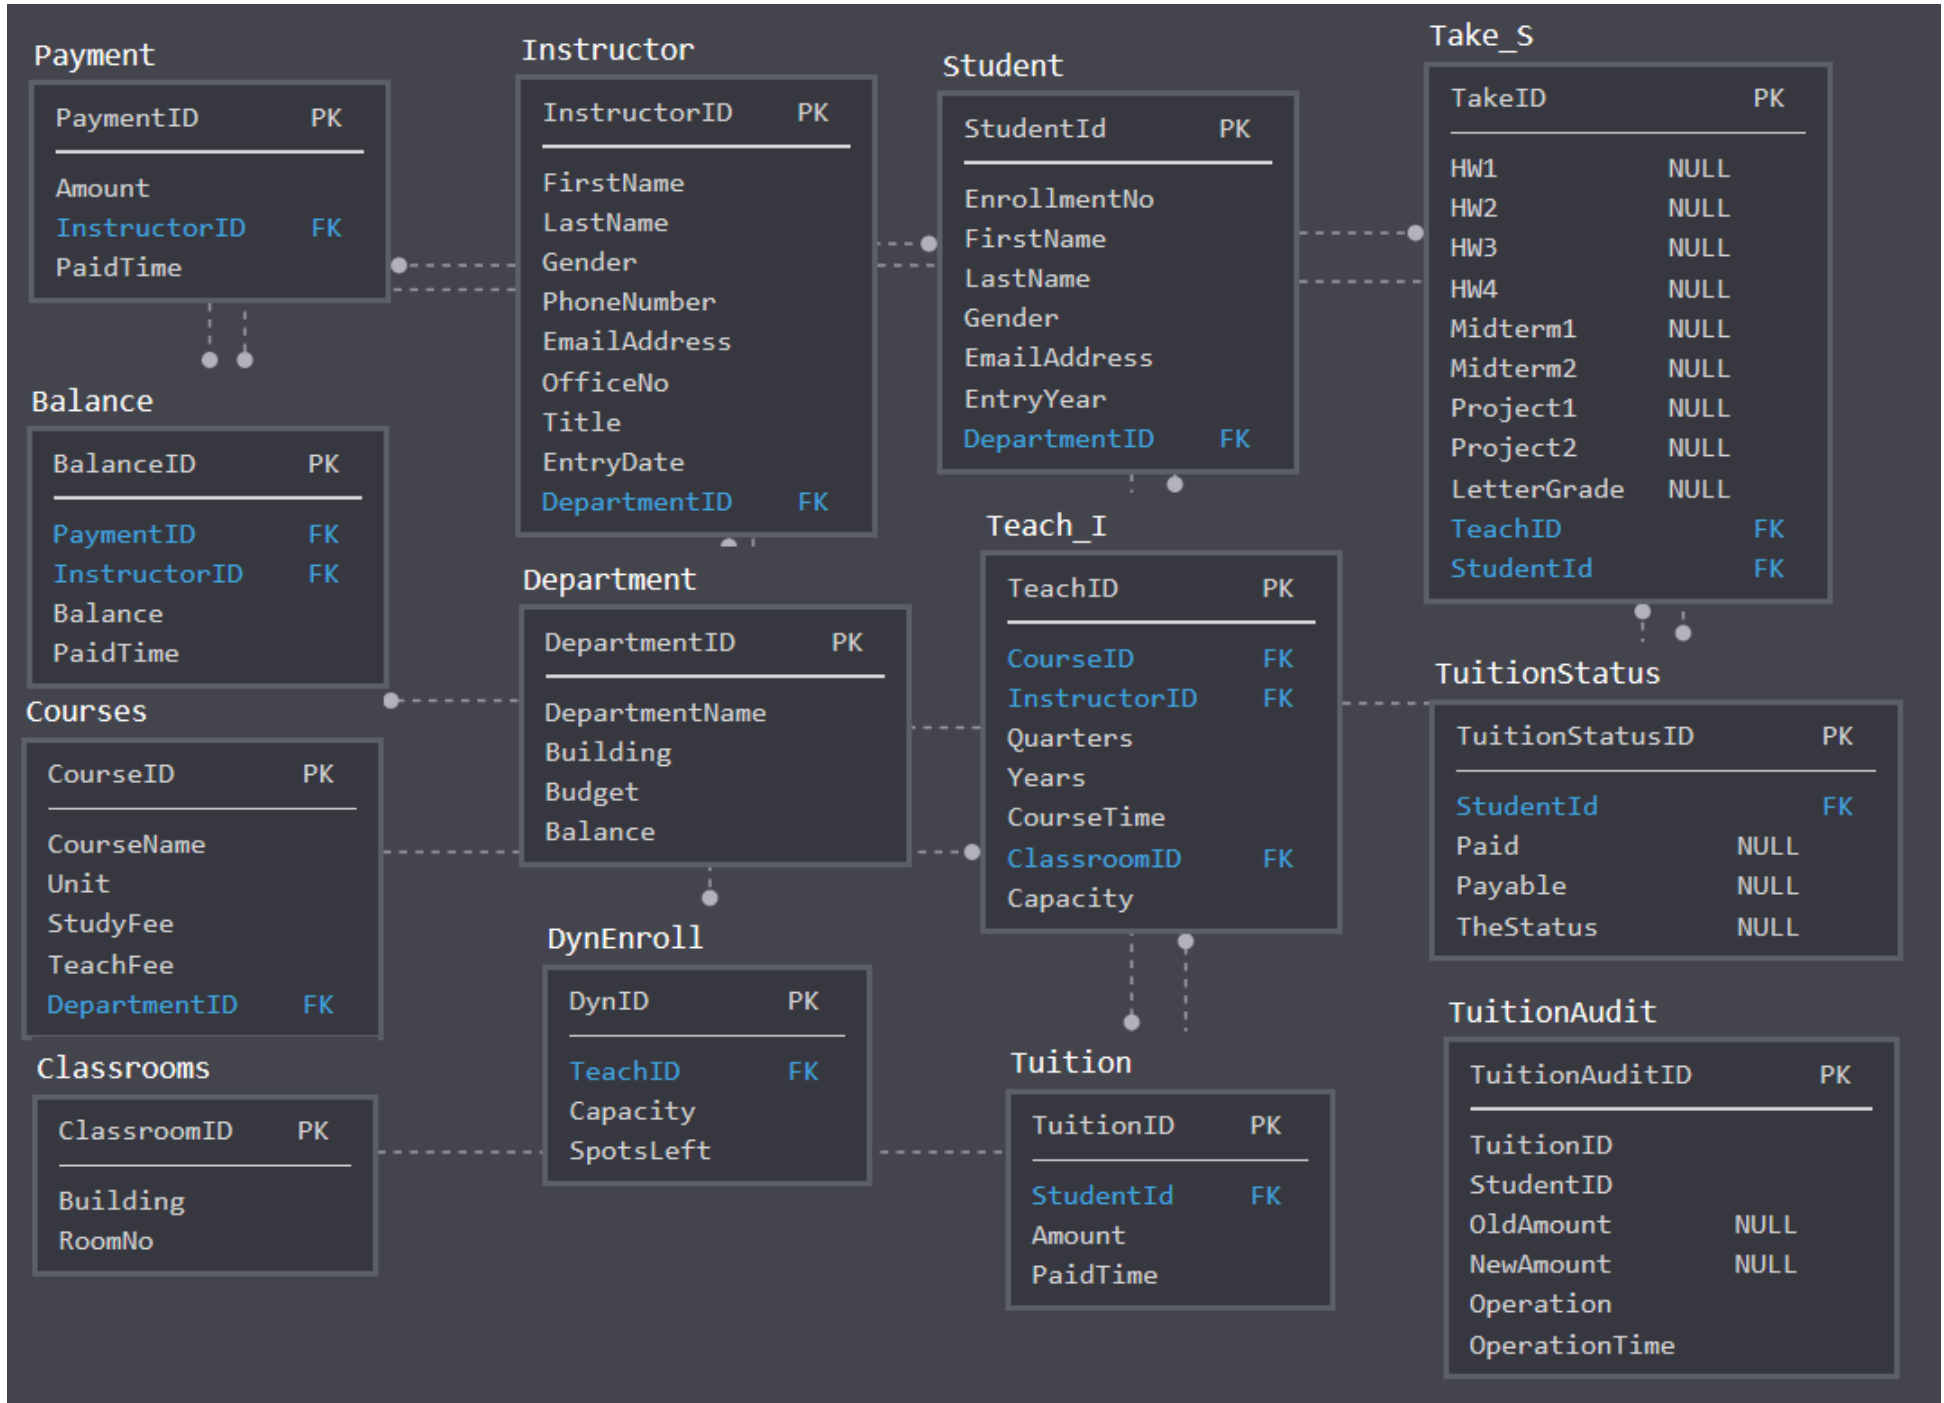 Payment
PaymentID PK
Amount
InstructorID FK
PaidTime
Instructor
InstructorID PK
FirstName
LastName
Gender
PhoneNumber
EmailAddress
OfficeNo
Title
EntryDate
DepartmentID FK
Student
StudentId PK
EnrollmentNo
FirstName
LastName
Gender
EmailAddress
EntryYear
DepartmentID FK
Take_S
TakeID PK
HW1 NULL
HW2 NULL
HW3 NULL
HW4 NULL
Midterm1 NULL
Midterm2 NULL
Project1 NULL
Project2 NULL
LetterGrade NULL
TeachID FK
StudentId FK
Balance
BalanceID PK
PaymentID FK
InstructorID FK
Balance
PaidTime
Department
DepartmentID PK
DepartmentName
Building
Budget
Balance
Teach_I
TeachID PK
CourseID FK
InstructorID FK
Quarters
Years
CourseTime
ClassroomID FK
Capacity
TuitionStatus
TuitionStatusID PK
StudentId FK
Paid NULL
Payable NULL
TheStatus NULL
Courses
CourseID PK
CourseName
Unit
StudyFee
TeachFee
DepartmentID FK
DynEnroll
DynID PK
TeachID FK
Capacity
SpotsLeft
Tuition
TuitionID PK
StudentId FK
Amount
PaidTime
TuitionAudit
TuitionAuditID PK
TuitionID
StudentID
OldAmount NULL
NewAmount NULL
Operation
OperationTime
Classrooms
ClassroomID PK
Building
RoomNo